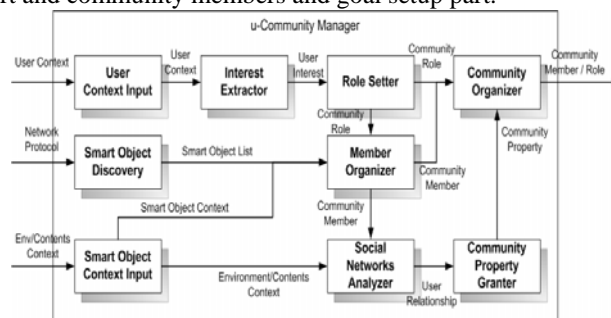 rt and community members and goal setup part.
u-Community Manager
User Context
User
Context
User
Interest
Community
Role
Community
Member / Role
User
Context Input
Interest
Extractor
Role Setter
Community
Organizer
Network
Protocol
Smart Object List
Community
Role
Community
Property
Smart Object
Discovery
Member
Organizer
Community
Member
Smart Object Context
Community
Member
Env/Contents
Context
Smart Object
Context Input
Environment/Contents
Context
Social
Networks
Analyzer
User
Relationship
Community
Property
Granter